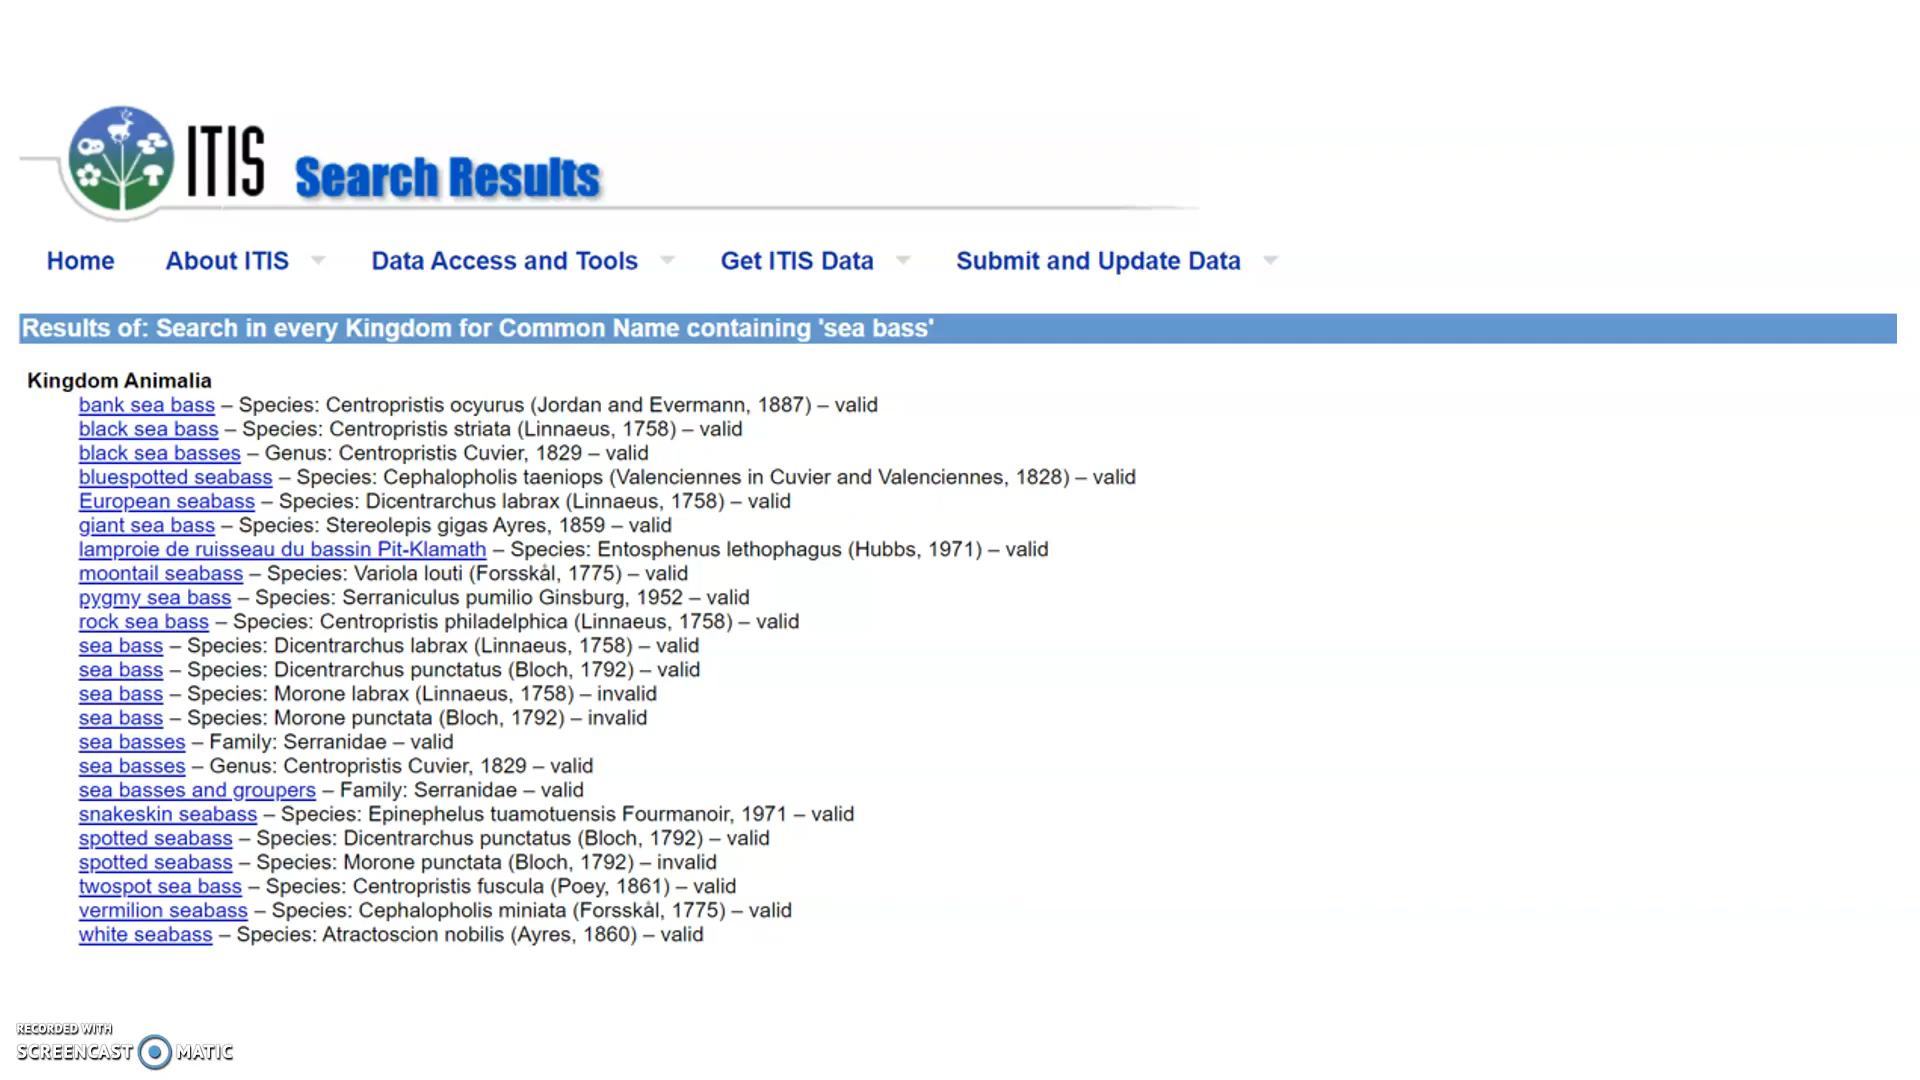 ITIS Search Results
Home About ITIS Data Access and Tools Get ITIS Data Submit and Update Data
Results of: Search in every Kingdom for Common Name containing 'sea bass'
Kingdom Animalia
bank sea bass – Species: Centropristis ocyurus (Jordan and Evermann, 1887) – valid
black sea bass – Species: Centropristis striata (Linnaeus, 1758) – valid
black sea basses – Genus: Centropristis Cuvier, 1829 – valid
bluespotted seabass – Species: Cephalopholis taeniops (Valenciennes in Cuvier and Valenciennes, 1828) – valid
European seabass – Species: Dicentrarchus labrax (Linnaeus, 1758) – valid
giant sea bass – Species: Stereolepis gigas Ayres, 1859 – valid
lamproie de ruisseau du bassin Pit-Klamath – Species: Entosphenus lethophagus (Hubbs, 1971) – valid
moontail seabass – Species: Variola louti (Forsskål, 1775) – valid
pygmy sea bass – Species: Serraniculus pumilio Ginsburg, 1952 – valid
rock sea bass – Species: Centropristis philadelphica (Linnaeus, 1758) – valid
sea bass – Species: Dicentrarchus labrax (Linnaeus, 1758) – valid
sea bass – Species: Dicentrarchus punctatus (Bloch, 1792) – valid
sea bass – Species: Morone labrax (Linnaeus, 1758) – invalid
sea bass – Species: Morone punctata (Bloch, 1792) – invalid
sea basses – Family: Serranidae – valid
sea basses – Genus: Centropristis Cuvier, 1829 – valid
sea basses and groupers – Family: Serranidae – valid
snakeskin seabass – Species: Epinephelus tuamotuensis Fourmanoir, 1971 – valid
spotted seabass – Species: Dicentrarchus punctatus (Bloch, 1792) – valid
spotted seabass – Species: Morone punctata (Bloch, 1792) – invalid
twospot sea bass – Species: Centropristis fuscula (Poey, 1861) – valid
vermilion seabass – Species: Cephalopholis miniata (Forsskål, 1775) – valid
white seabass – Species: Atractoscion nobilis (Ayres, 1860) – valid
RECORDED WITH
SCREENCAST MATIC